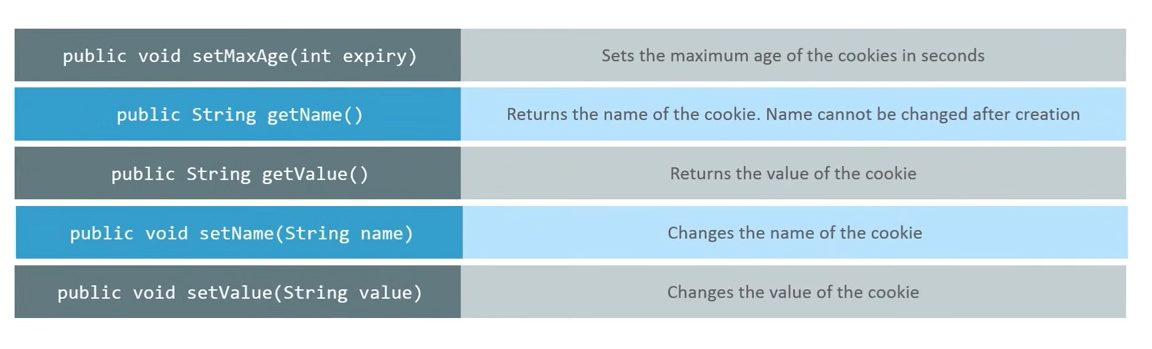 public void setMaxAge(int expiry) Sets the maximum age of the cookies in seconds
public String getName() Returns the name of the cookie. Name cannot be changed after creation
public String getValue() Returns the value of the cookie
public void setName(String name) Changes the name of the cookie
public void setValue(String value) Changes the value of the cookie